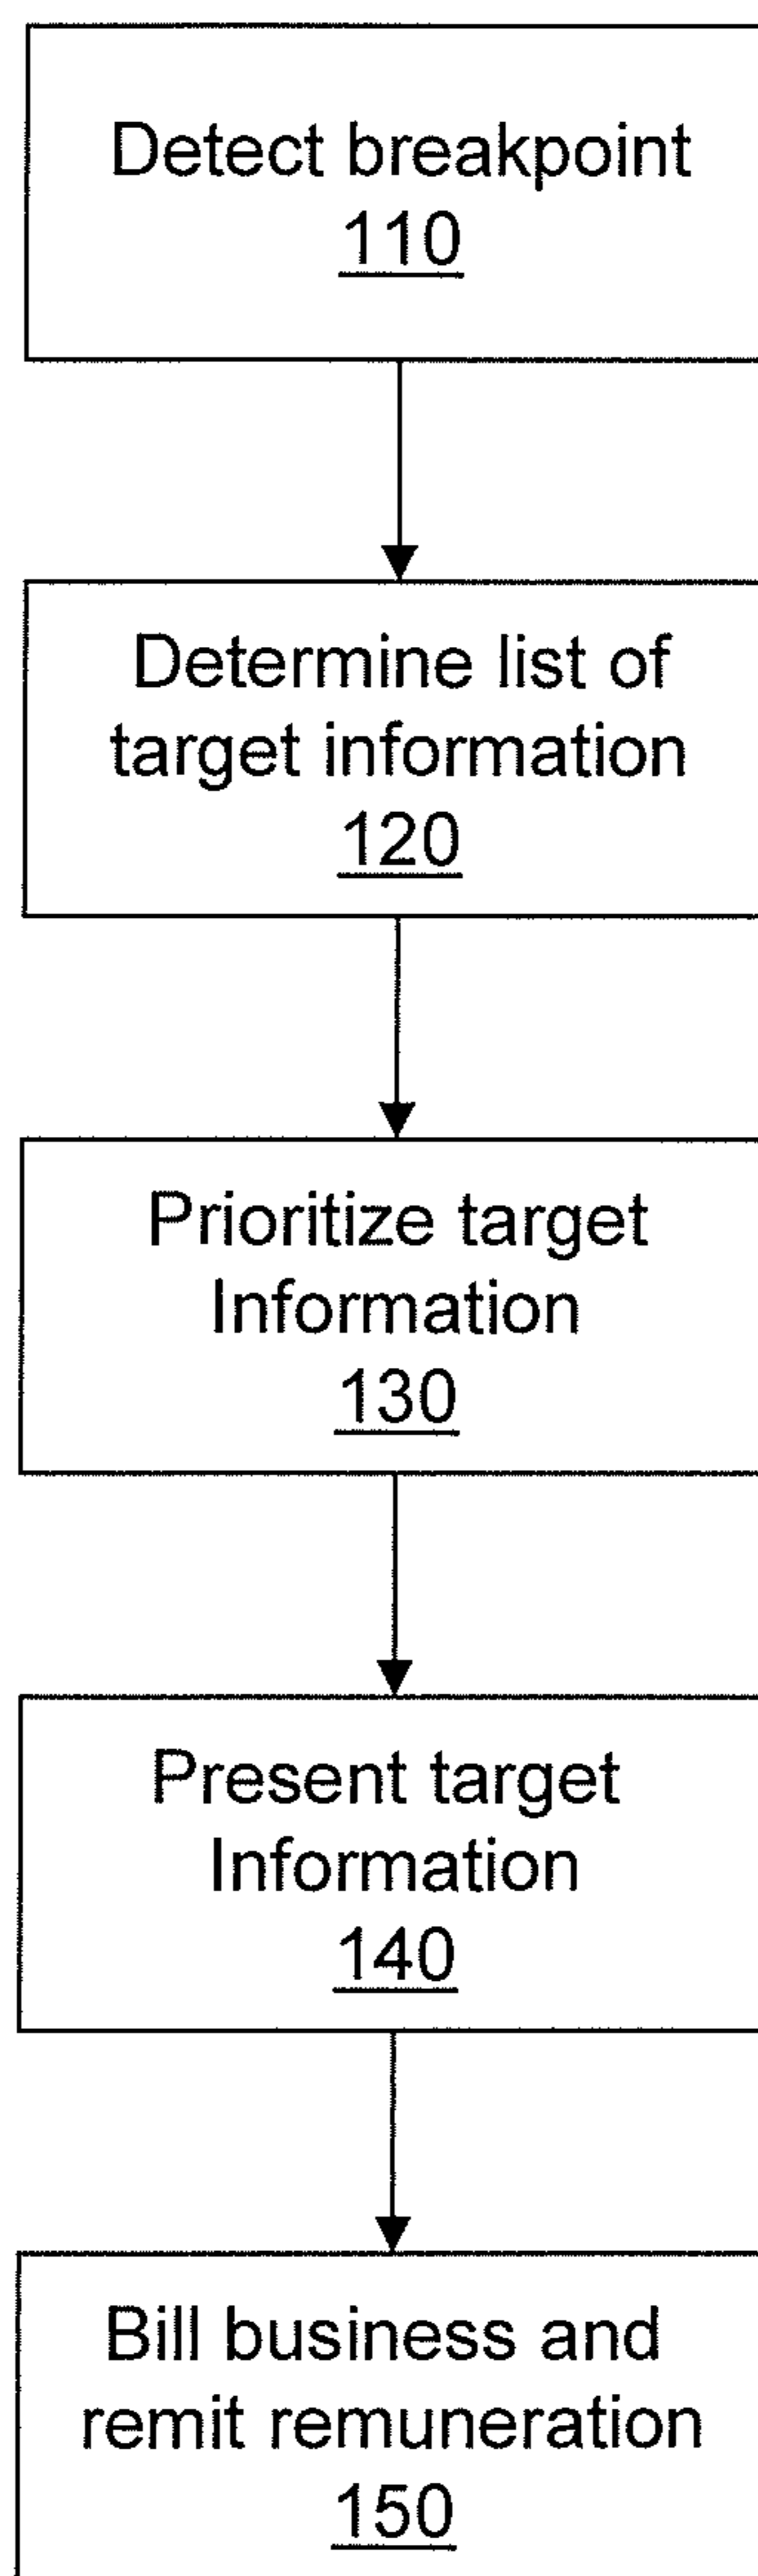 Detect breakpoint
110
Determine list of
target information
120
Prioritize target
Information
130
Present target
Information
140
Bill business and
remit remuneration
150